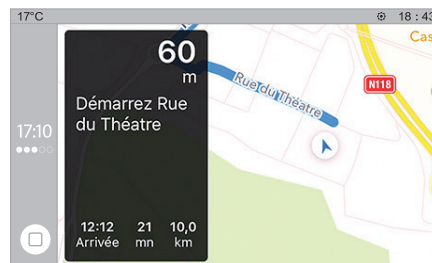 17°C
18 : 43
60
m
Démarrez Rue
du Théatre
17:10
12:12 21 10,0
Arrivée mn km
Rue du Théatre
N118
Cas